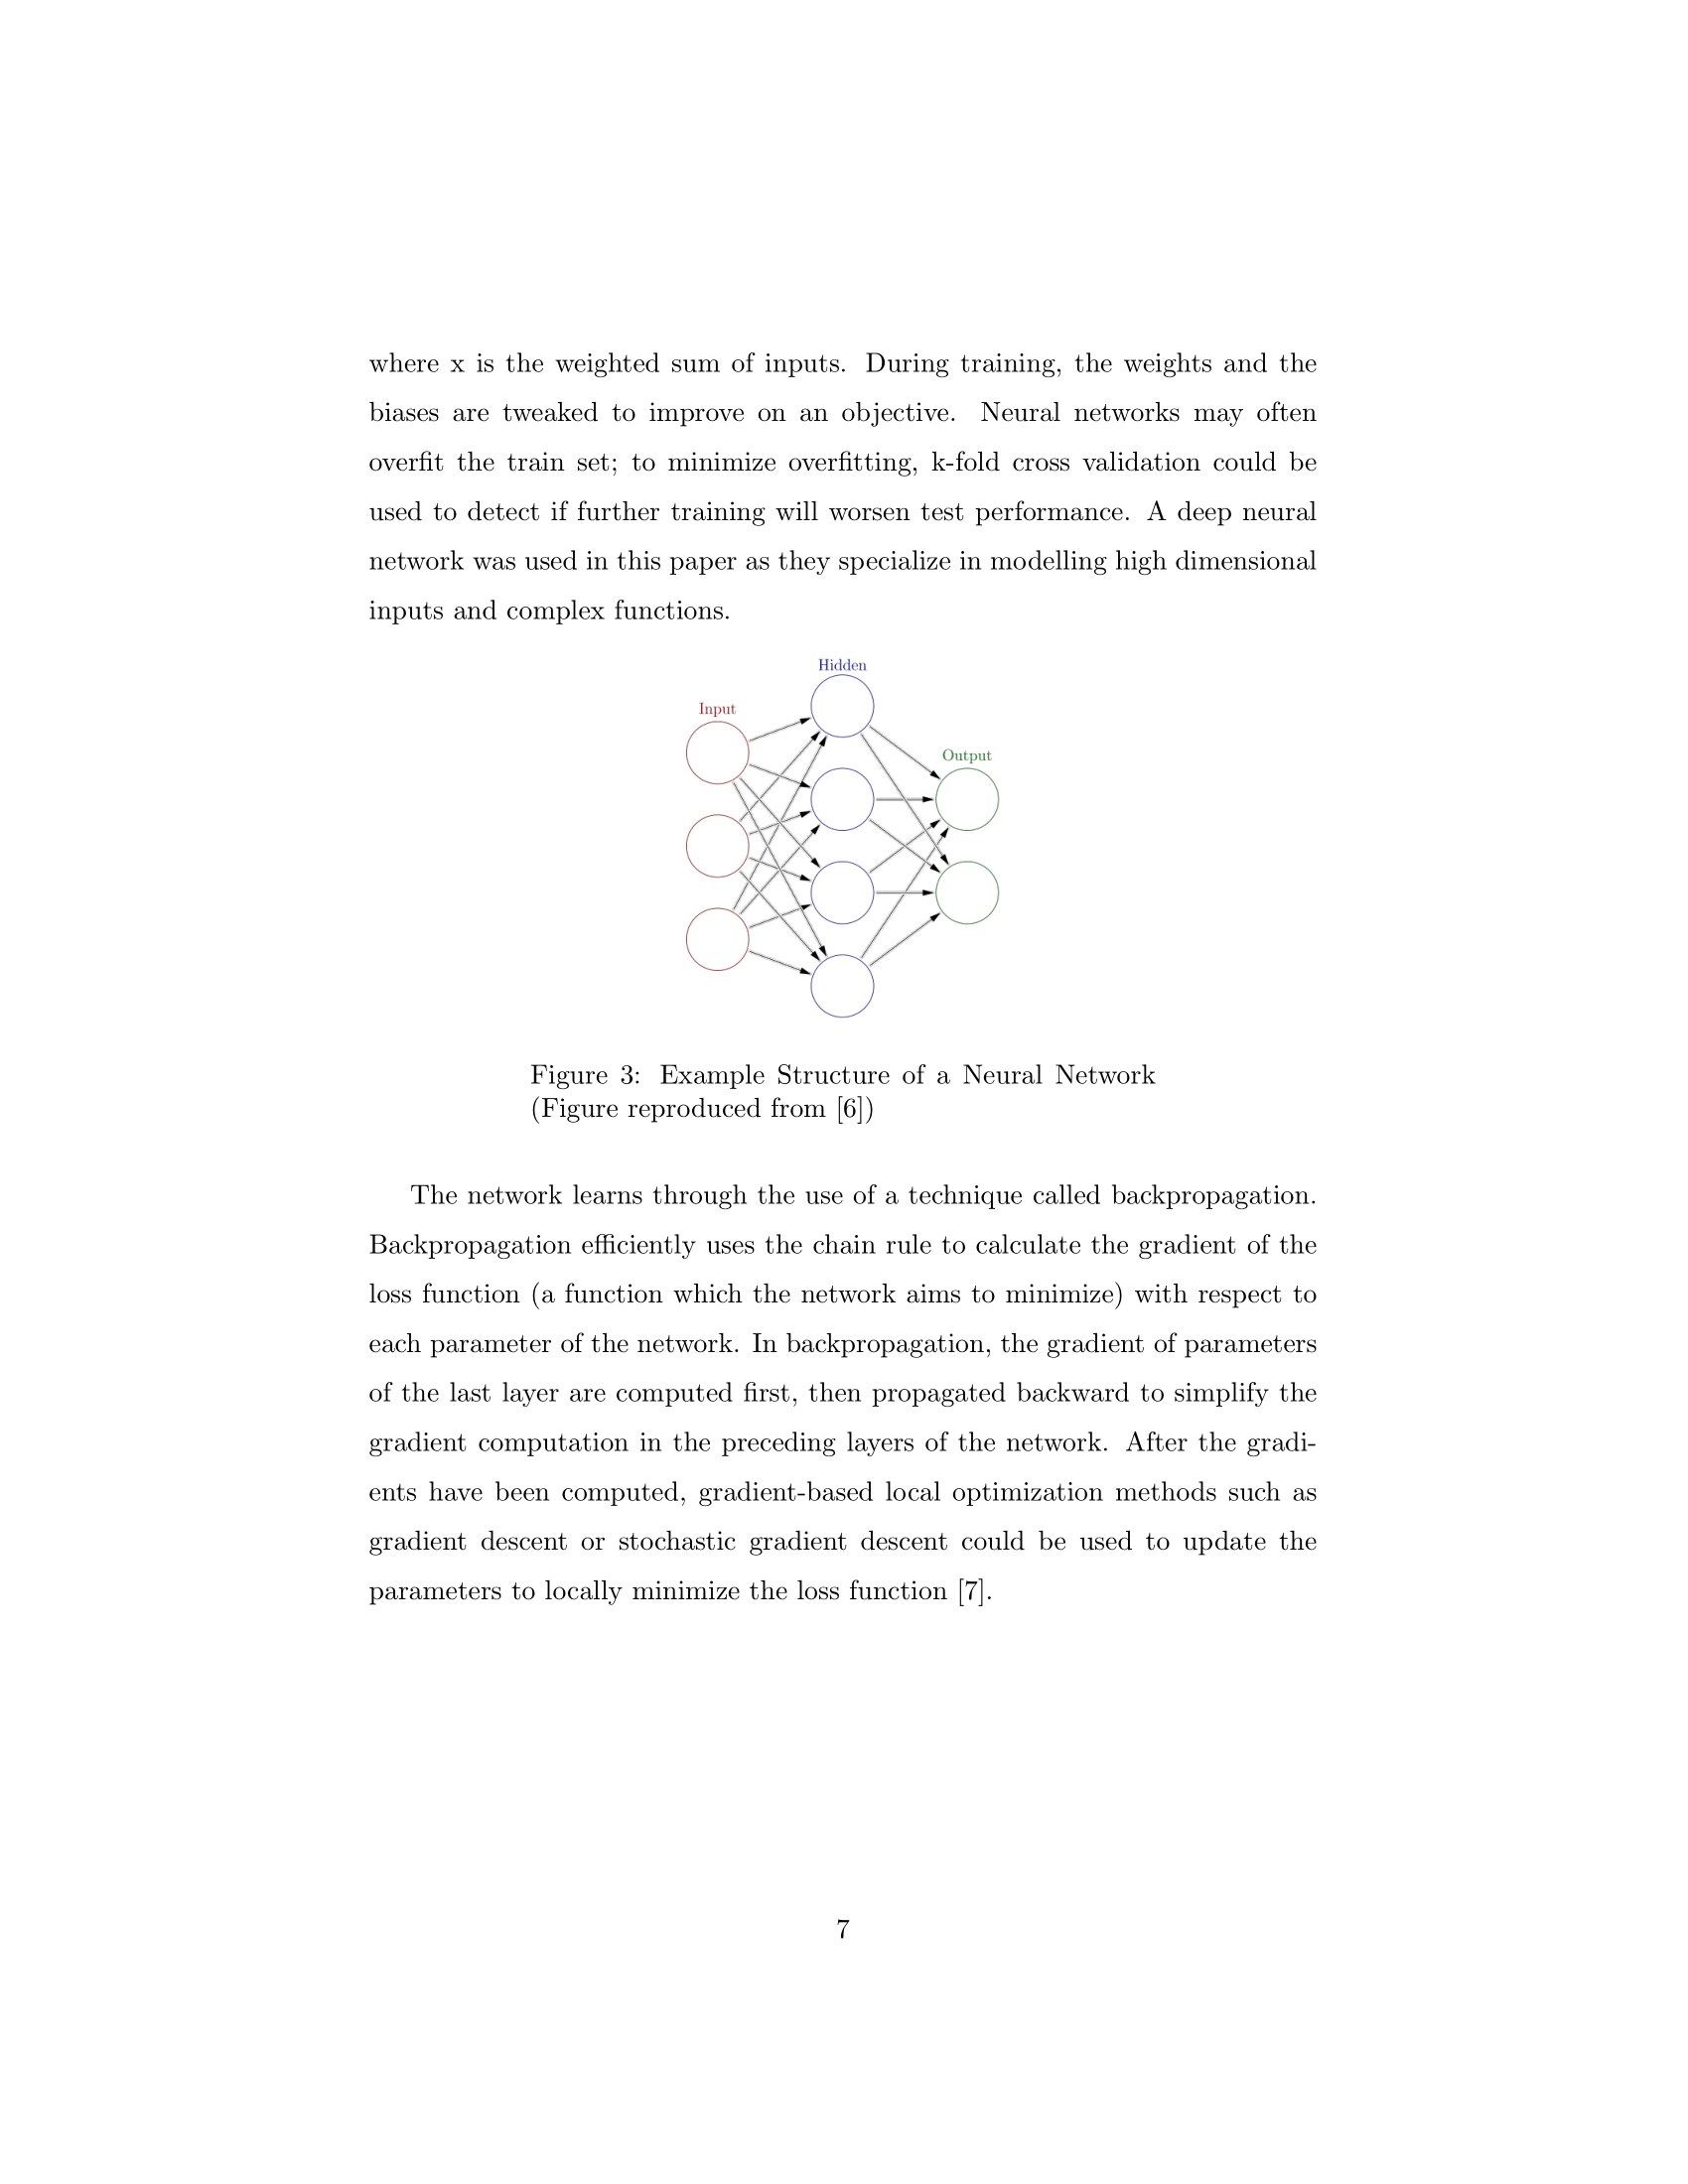 where x is the weighted sum of inputs. During training, the weights and the
biases are tweaked to improve on an objective. Neural networks may often
overfit the train set; to minimize overfitting, k-fold cross validation could be
used to detect if further training will worsen test performance. A deep neural
network was used in this paper as they specialize in modelling high dimensional
inputs and complex functions.
Hidden
Input
Output
Figure 3: Example Structure of a Neural Network
(Figure reproduced from [6])
The network learns through the use of a technique called backpropagation.
Backpropagation efficiently uses the chain rule to calculate the gradient of the
loss function (a function which the network aims to minimize) with respect to
each parameter of the network. In backpropagation, the gradient of parameters
of the last layer are computed first, then propagated backward to simplify the
gradient computation in the preceding layers of the network. After the gradi-
ents have been computed, gradient-based local optimization methods such as
gradient descent or stochastic gradient descent could be used to update the
parameters to locally minimize the loss function [7].
7